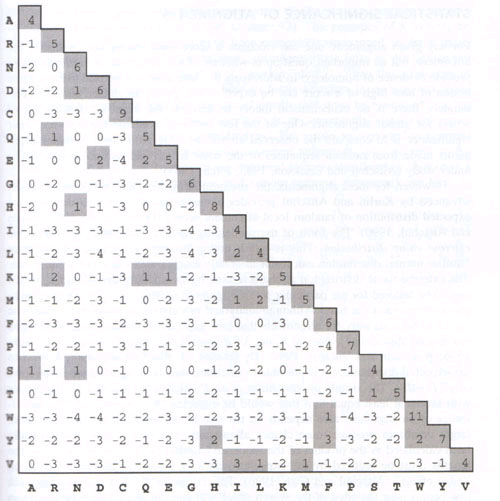 A 4
R -1 5
N -2 0 6
D -2 -2 1 6
C 0 -3 -3 -3 9
Q -1 1 0 0 -3 5
E -1 0 0 2 -4 2 5
G 0 -2 0 -1 -3 -2 -2 6
H -2 0 1 -1 -3 0 0 -2 8
I -1 -3 -3 -3 -1 -3 -3 -4 -3 4
L -1 -2 -3 -4 -1 -2 -3 -4 -3 2 4
K -1 2 0 -1 -3 1 1 -2 -1 -3 -2 5
M -1 -1 -2 -3 -1 0 -2 -3 -2 1 2 -1 5
F -2 -3 -3 -3 -2 -3 -3 -3 -1 0 0 -3 0 6
P -1 -2 -2 -1 -3 -1 -1 -2 -2 -3 -3 -1 -2 -4 7
S 1 -1 1 0 -1 0 0 0 -1 -2 -2 0 -1 -2 -1 4
T 0 -1 0 -1 -1 -1 -1 -2 -2 -1 -1 -1 -1 -2 -1 1 5
W -3 -3 -4 -4 -2 -2 -3 -2 -2 -3 -2 -3 -1 1 -4 -3 -2 11
Y -2 -2 -2 -3 -2 -1 -2 -3 2 -1 -1 -2 -1 3 -3 -2 -2 2 7
V 0 -3 -3 -3 -1 -2 -2 -3 -3 3 1 -2 1 -1 -2 -2 0 -3 -1 4
A R N D C Q E G H I L K M F P S T W Y V